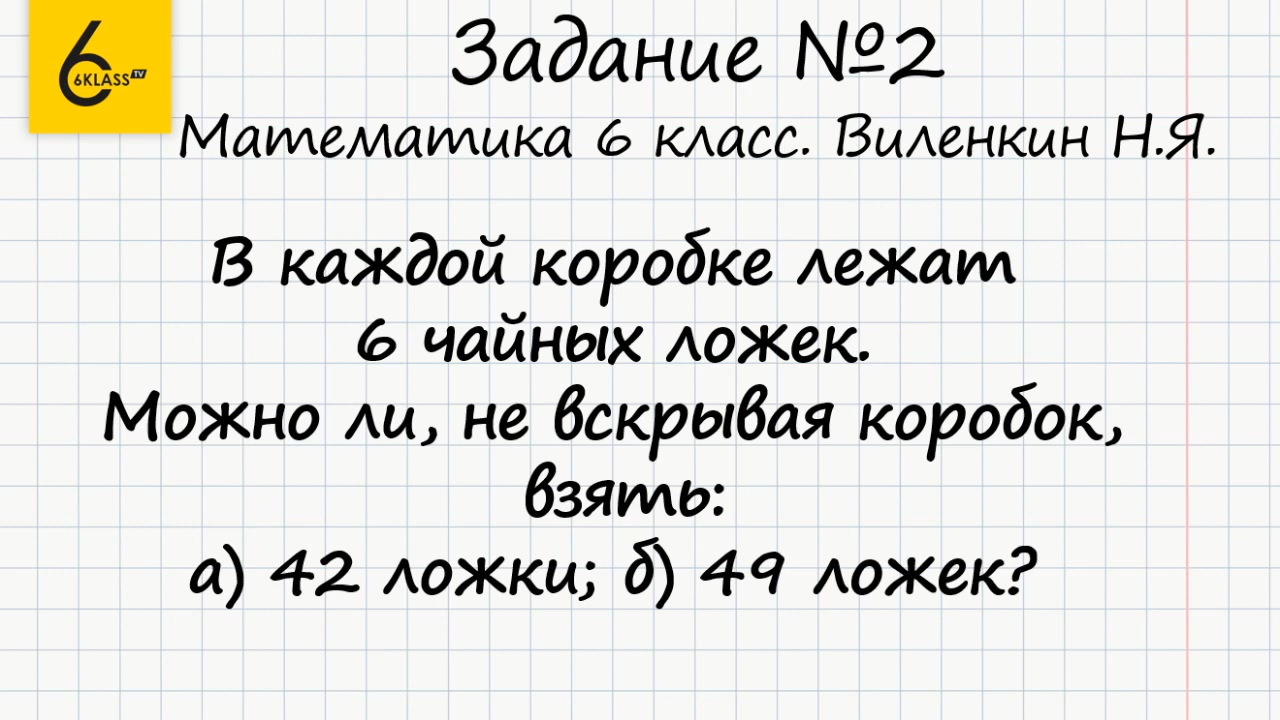 6
6KLASS TV
Задание №2
Математика 6 класс. Виленкин Н.Я.
В каждой коробке лежат
6 чайных ложек.
Можно ли, не вскрывая коробок,
взять:
а) 42 ложки; б) 49 ложек?